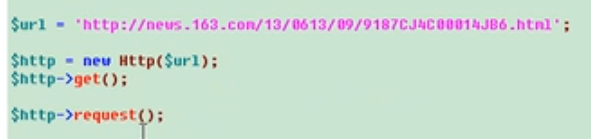 $url = 'http://news.163.com/13/0613/09/9187CJ4C00014JB6.html';
$http = new Http($url);
$http->get();
$http->request();